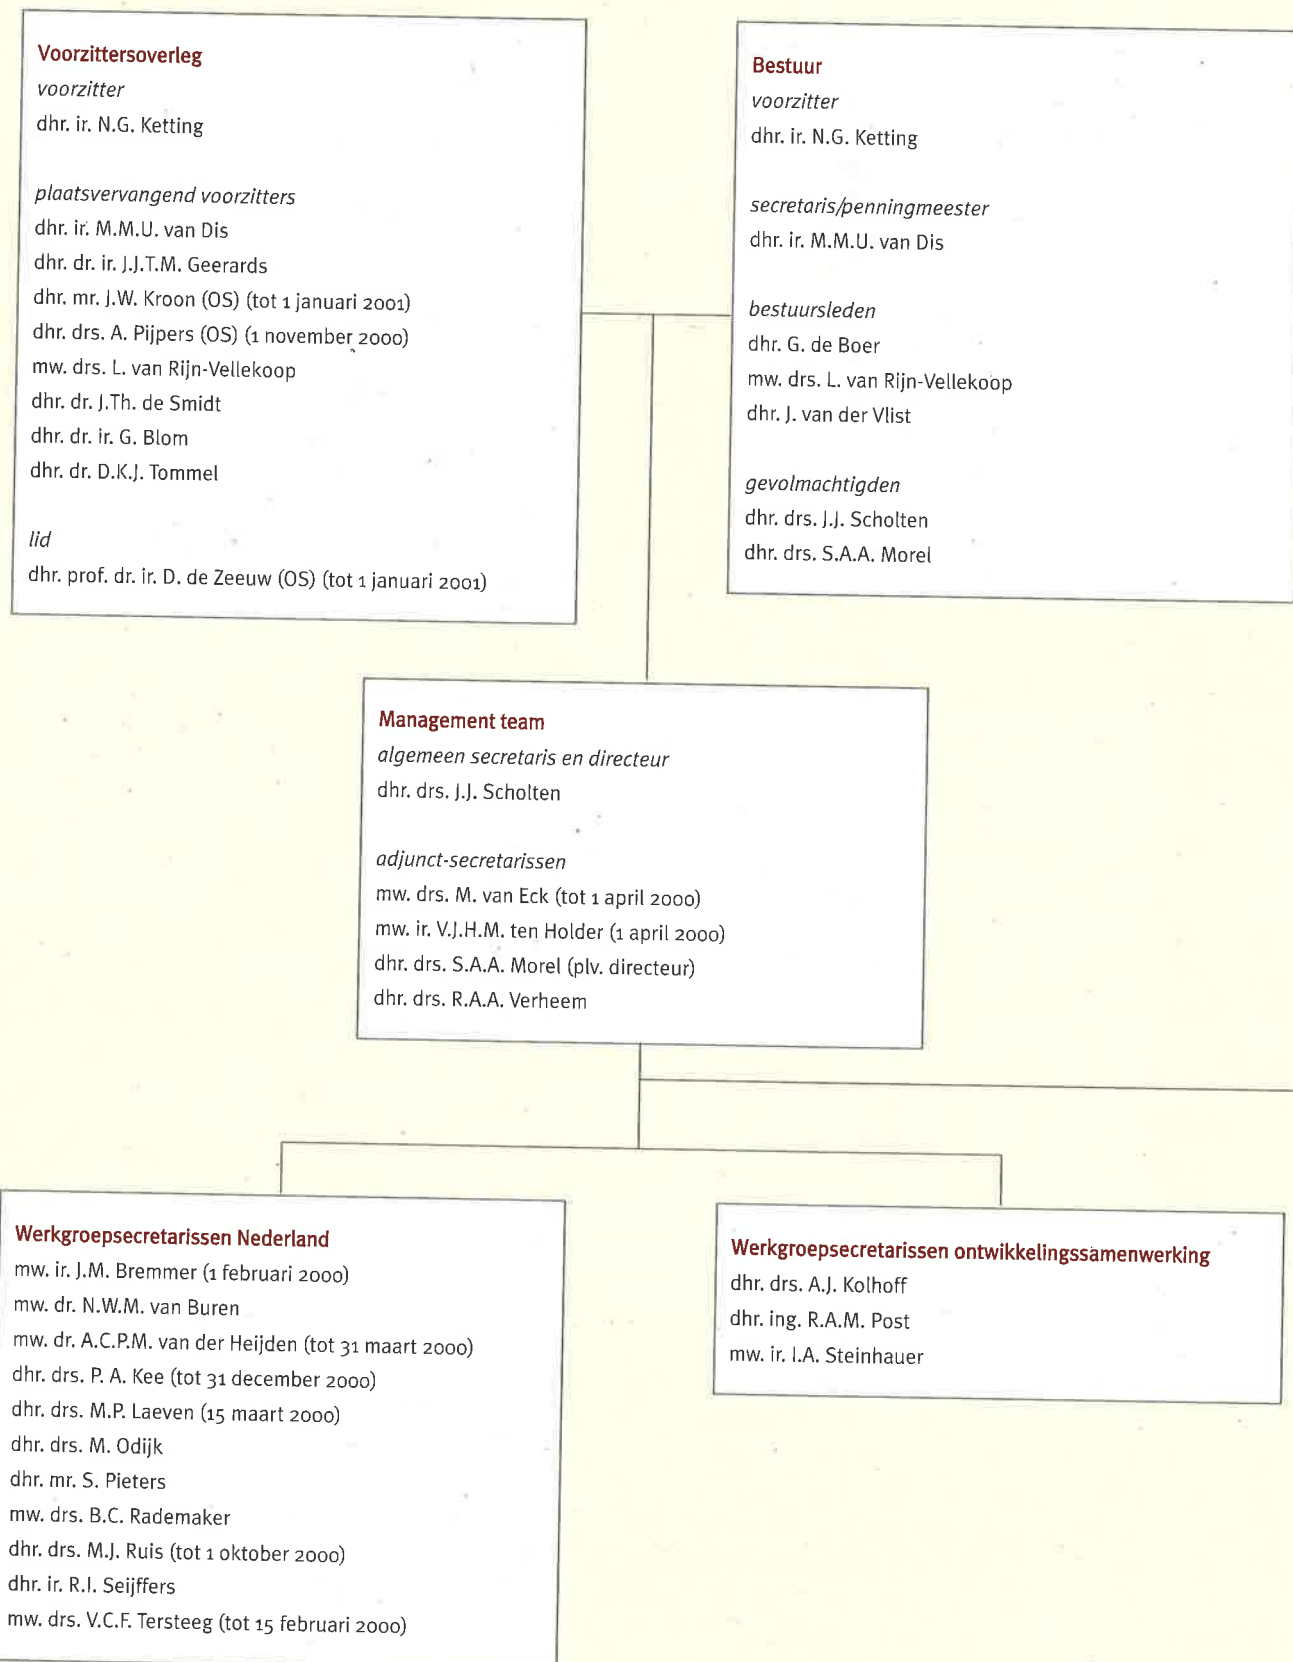 Voorzittersoverleg
voorzitter
dhr. ir. N.G. Ketting
plaatsvervangend voorzitters
dhr. ir. M.M.U. van Dis
dhr. dr. ir. J.J.T.M. Geerards
dhr. mr. J.W. Kroon (OS) (tot 1 januari 2001)
dhr. drs. A. Pijpers (OS) (1 november 2000)
mw. drs. L. van Rijn-Vellekoop
dhr. dr. J.Th. de Smidt
dhr. dr. ir. G. Blom
dhr. dr. D.K.J. Tommel
lid
dhr. prof. dr. ir. D. de Zeeuw (OS) (tot 1 januari 2001)
Bestuur
voorzitter
dhr. ir. N.G. Ketting
secretaris/penningmeester
dhr. ir. M.M.U. van Dis
bestuursleden
dhr. G. de Boer
mw. drs. L. van Rijn-Vellekoop
dhr. J. van der Vlist
gevolmachtigden
dhr. drs. J.J. Scholten
dhr. drs. S.A.A. Morel
Management team
algemeen secretaris en directeur
dhr. drs. J.J. Scholten
adjunct-secretarissen
mw. drs. M. van Eck (tot 1 april 2000)
mw. ir. V.J.H.M. ten Holder (1 april 2000)
dhr. drs. S.A.A. Morel (plv. directeur)
dhr. drs. R.A.A. Verheem
Werkgroepsecretarissen Nederland
mw. ir. J.M. Bremmer (1 februari 2000)
mw. dr. N.W.M. van Buren
mw. dr. A.C.P.M. van der Heijden (tot 31 maart 2000)
dhr. drs. P. A. Kee (tot 31 december 2000)
dhr. drs. M.P. Laeven (15 maart 2000)
dhr. drs. M. Odijk
dhr. mr. S. Pieters
mw. drs. B.C. Rademaker
dhr. drs. M.J. Ruis (tot 1 oktober 2000)
dhr. ir. R.I. Seijffers
mw. drs. V.C.F. Tersteeg (tot 15 februari 2000)
Werkgroepsecretarissen ontwikkelingssamenwerking
dhr. drs. A.J. Kolhoff
dhr. ing. R.A.M. Post
mw. ir. I.A. Steinhauer